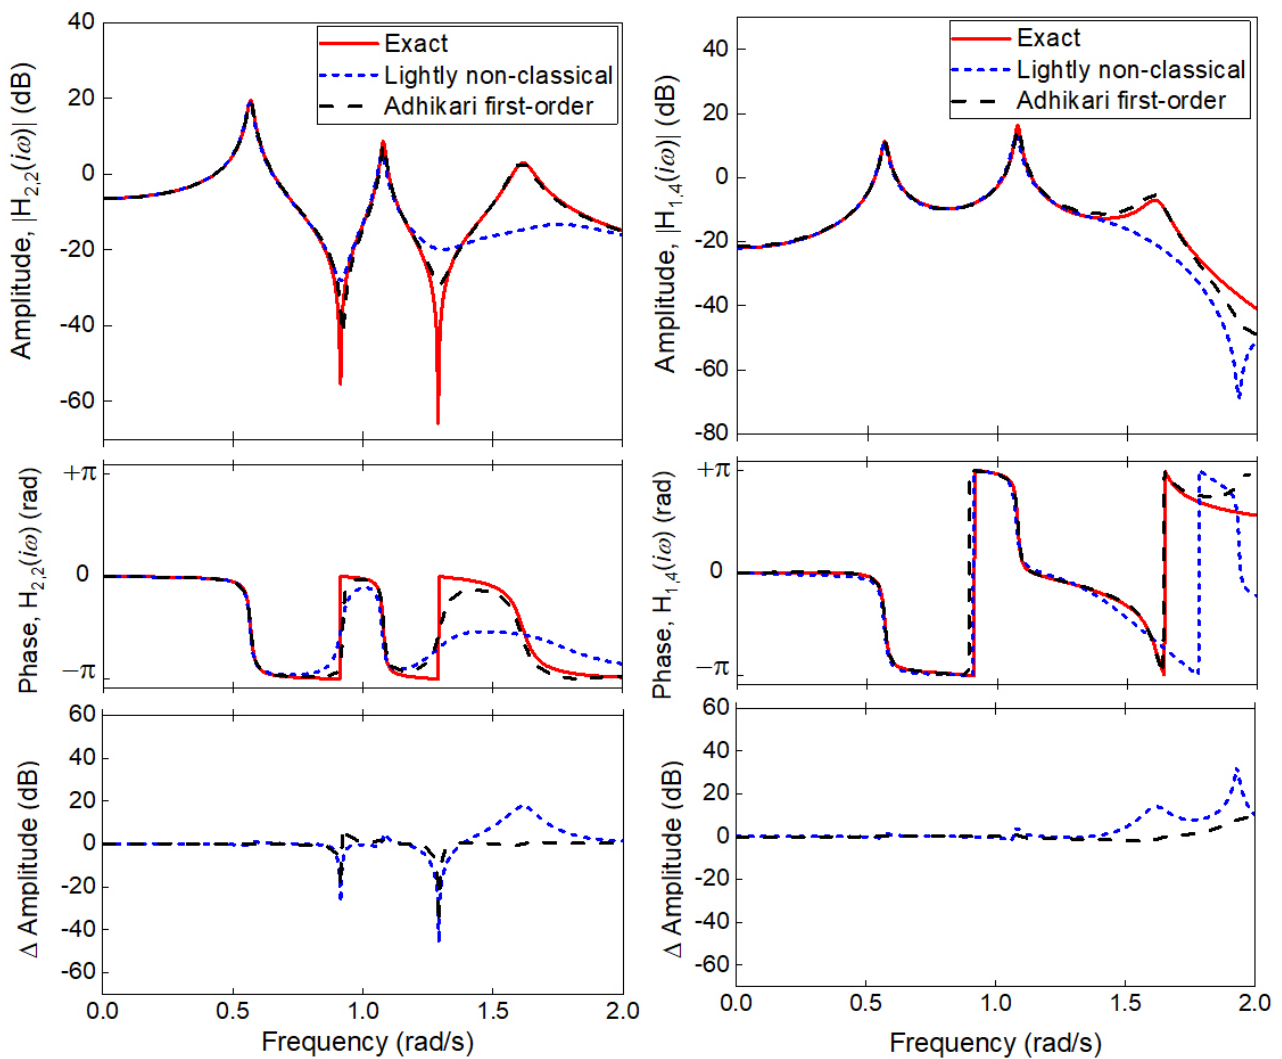 40
20
0
-20
-40
-60
Amplitude, |H2,2(iω)| (dB)
Exact
Lightly non-classical
Adhikari first-order
+π
0
−π
Phase, H2,2(iω) (rad)
60
40
20
0
-20
-40
-60
Δ Amplitude (dB)
0.0 0.5 1.0 1.5 2.0
Frequency (rad/s)
40
20
0
-20
-40
-60
-80
Amplitude, |H1,4(iω)| (dB)
Exact
Lightly non-classical
Adhikari first-order
+π
0
−π
Phase, H1,4(iω) (rad)
60
40
20
0
-20
-40
-60
Δ Amplitude (dB)
0.0 0.5 1.0 1.5 2.0
Frequency (rad/s)